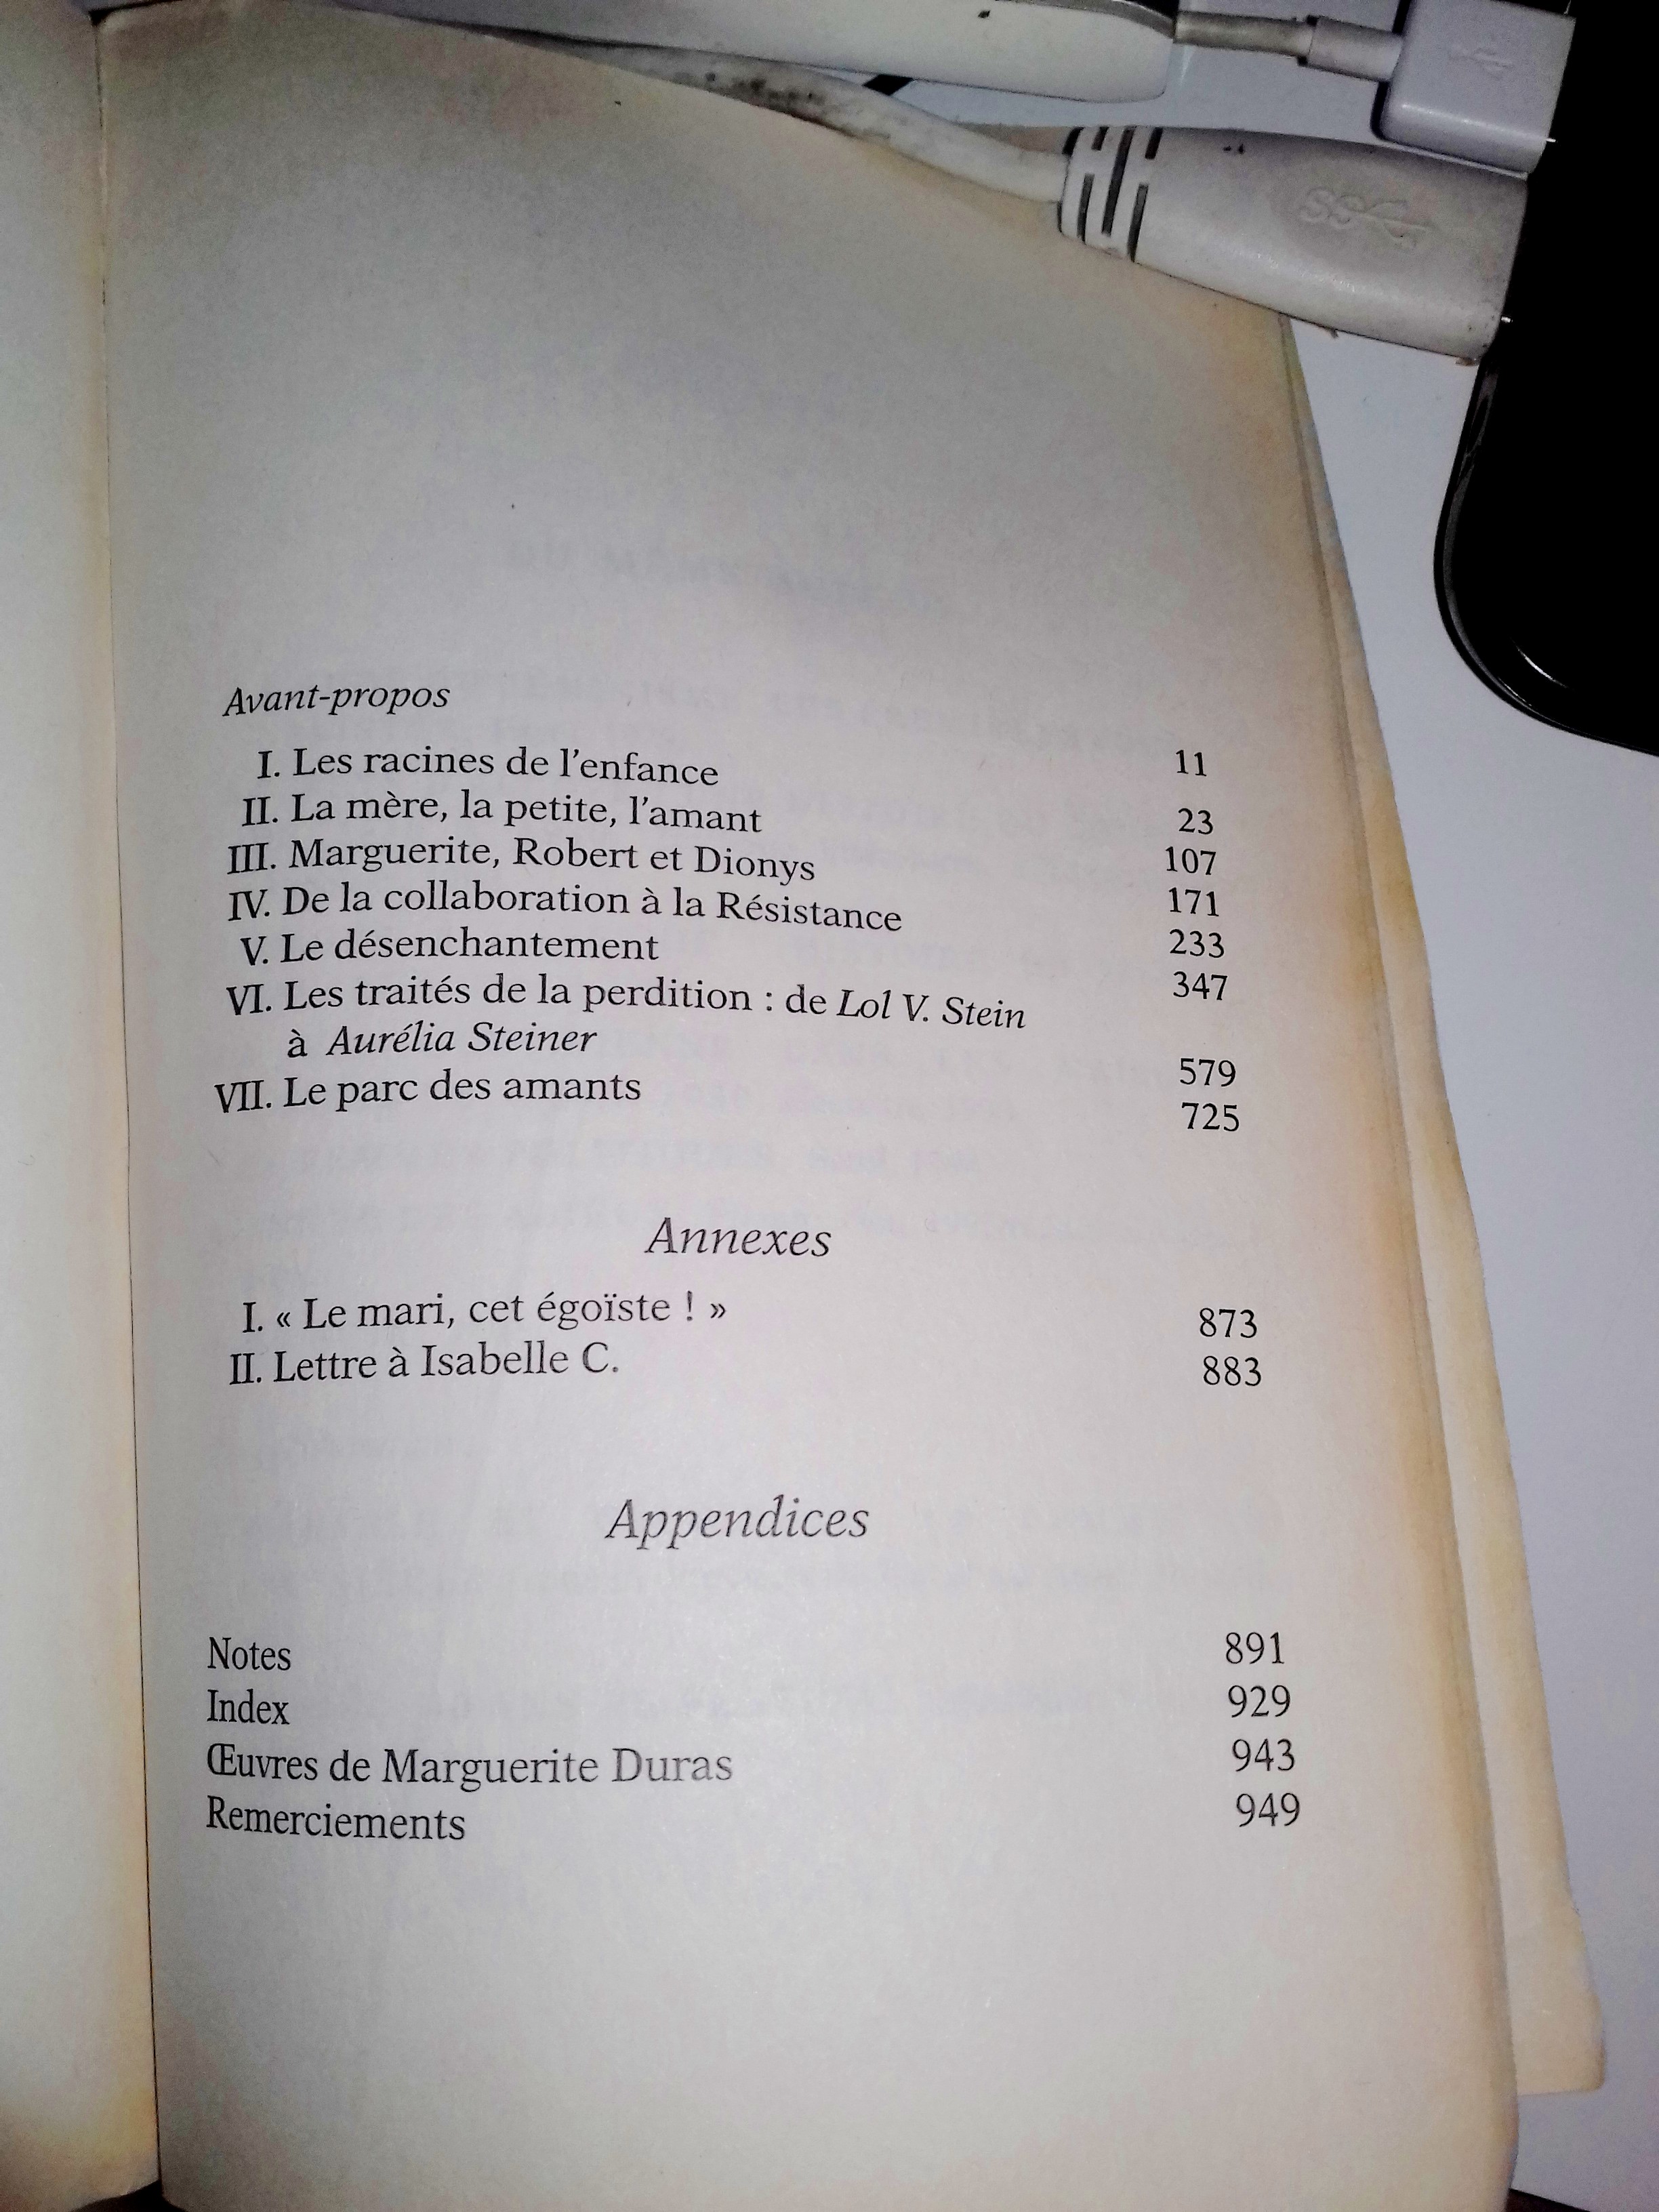 SS
Avant-propos 11
I. Les racines de l'enfance 23
II. La mère, la petite, l'amant 107
III. Marguerite, Robert et Dionys 171
IV. De la collaboration à la Résistance 233
V. Le désenchantement 347
VI. Les traités de la perdition : de Lol V. Stein
à Aurélia Steiner 579
VII. Le parc des amants 725
Annexes
I. « Le mari, cet égoïste ! » 873
II. Lettre à Isabelle C. 883
Appendices
Notes 891
Index 929
Œuvres de Marguerite Duras 943
Remerciements 949